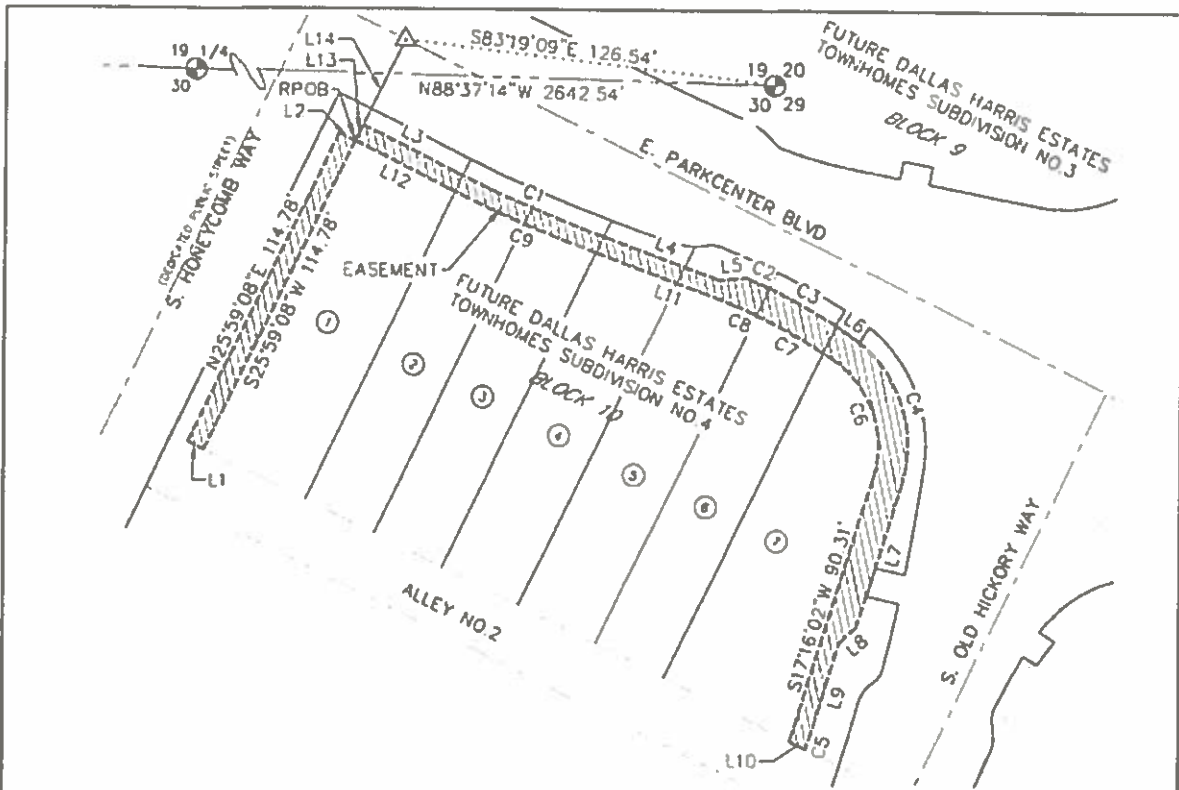 19 1/4
30
L14
L13
RPOB
L2
S83°19'09"E 126.54'
N88°37'14"W 2642.54'
19 20
30 29
FUTURE DALLAS HARRIS ESTATES
TOWNHOMES SUBDIVISION NO.3
BLOCK 9
E. PARKCENTER BLVD
(DEDICATED PUBLIC STREET)
S. HONEYCOMB WAY
L3
L12
C1
C9
L4
L11
L5
C2
C3
L6
C8
C7
C6
C4
EASEMENT
FUTURE DALLAS HARRIS ESTATES
TOWNHOMES SUBDIVISION NO.4
BLOCK 10
N25°59'08"E 114.78'
S25°59'08"W 114.78'
1
2
3
4
5
6
7
L1
ALLEY NO.2
S17°16'02"W 90.31'
L7
L8
L9
C5
L10
S. OLD HICKORY WAY